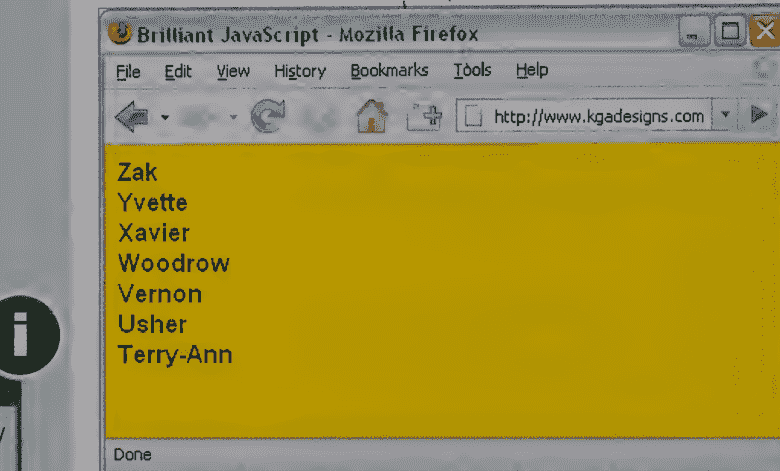 Brilliant JavaScript - Mozilla Firefox
File Edit View History Bookmarks Tools Help
http://www.kgadesigns.com
Zak
Yvette
Xavier
Woodrow
Vernon
Usher
Terry-Ann
i
Done